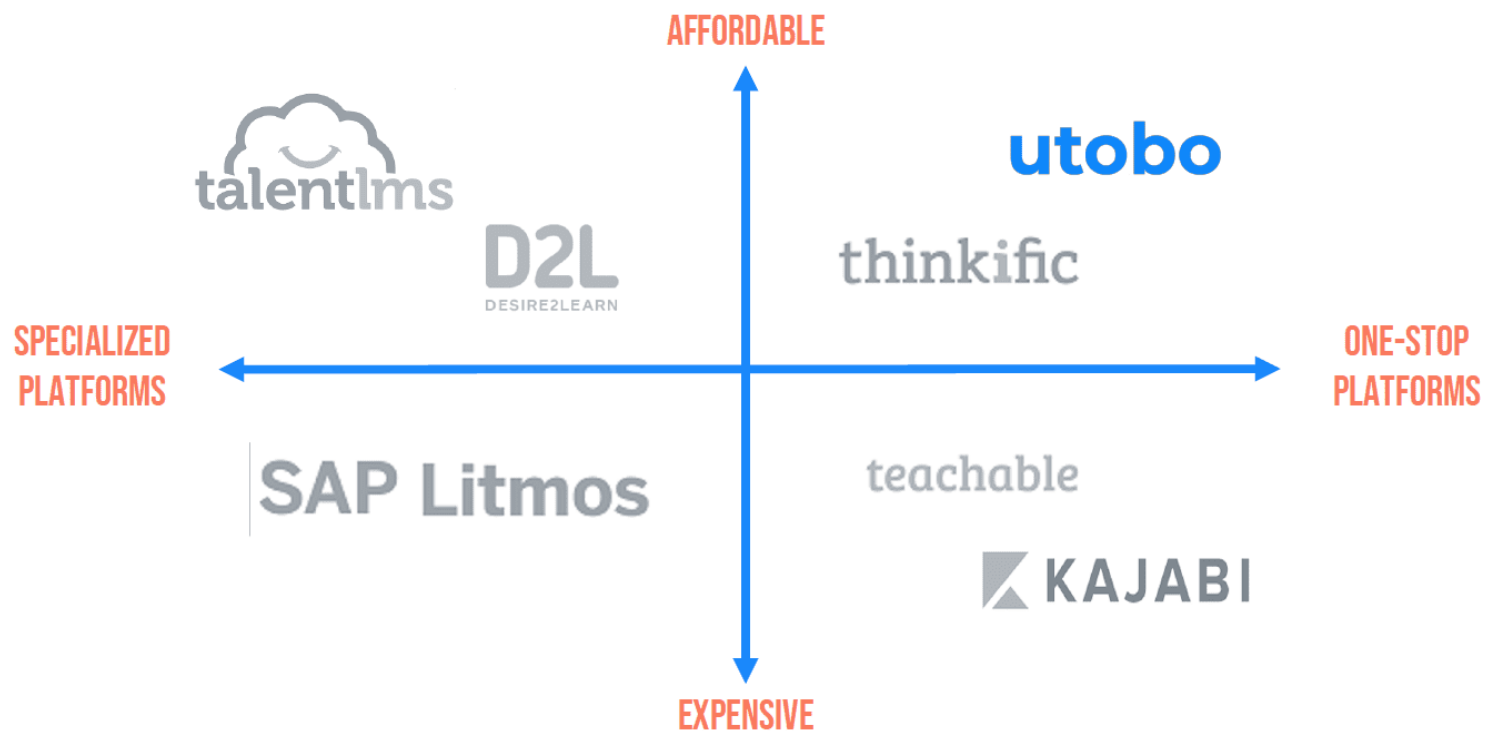 AFFORDABLE
talentlms
utobo
D2L
DESIRE2LEARN
thinkific
SPECIALIZED
PLATFORMS
ONE-STOP
PLATFORMS
SAP Litmos
teachable
KAJABI
EXPENSIVE